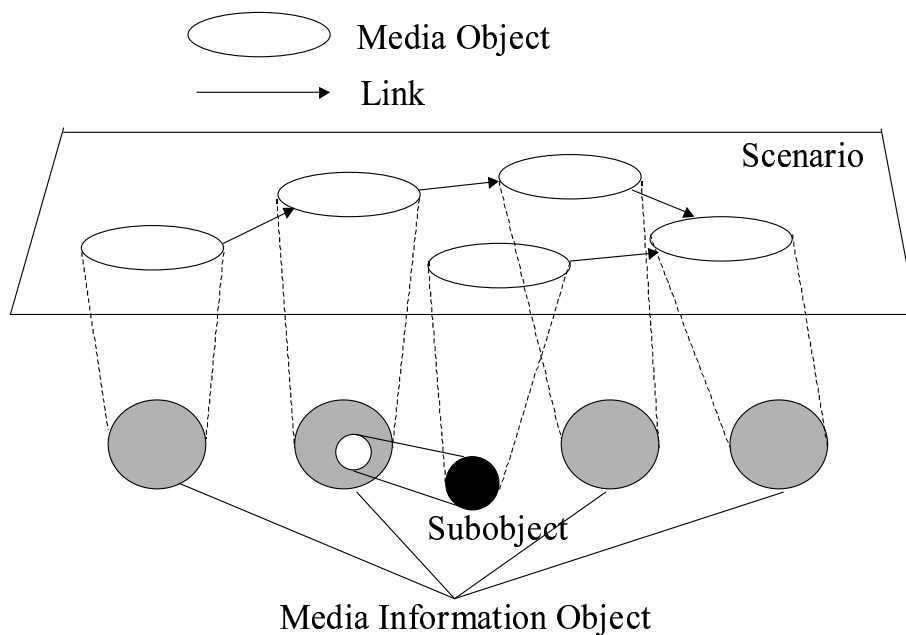 Media Object
Link
Scenario
Subobject
Media Information Object